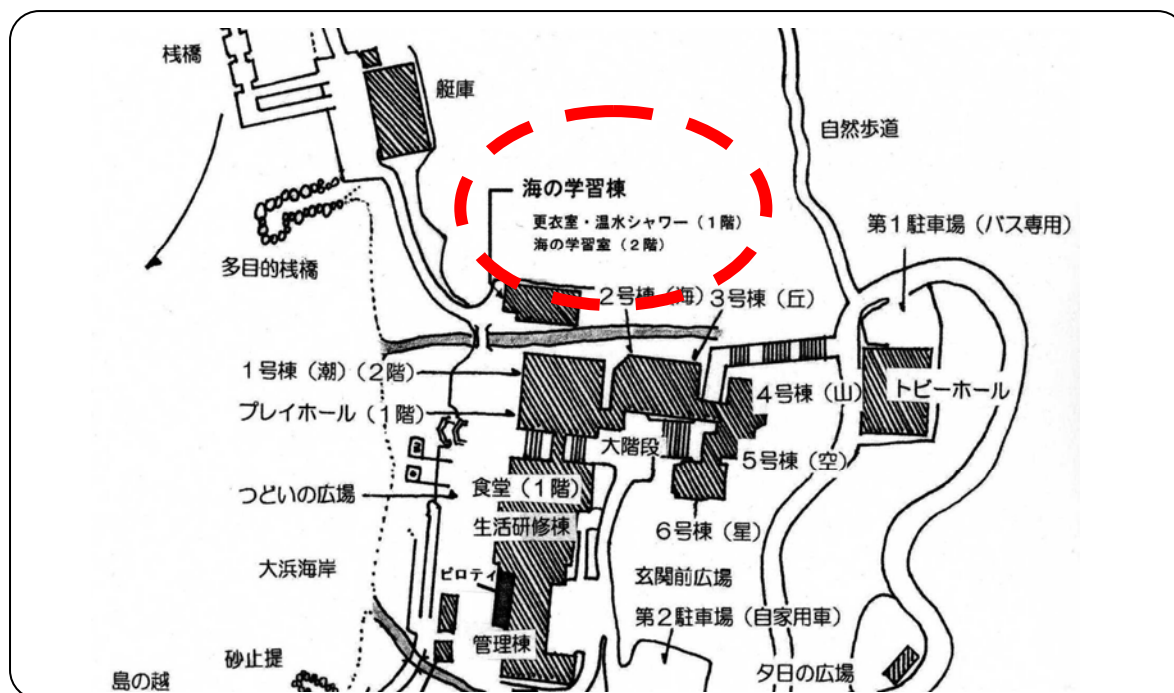 桟橋
艇庫
自然歩道
海の学習棟
更衣室・温水シャワー(1階)
海の学習室(2階)
第1駐車場(バス専用)
多目的桟橋
2号棟(海)
3号棟(丘)
1号棟(潮)(2階)
4号棟(山)
トビーホール
プレイホール(1階)
大階段
5号棟(空)
つどいの広場
食堂(1階)
生活研修棟
6号棟(星)
大浜海岸
ピロティ
玄関前広場
第2駐車場(自家用車)
管理棟
砂止提
夕日の広場
島の越